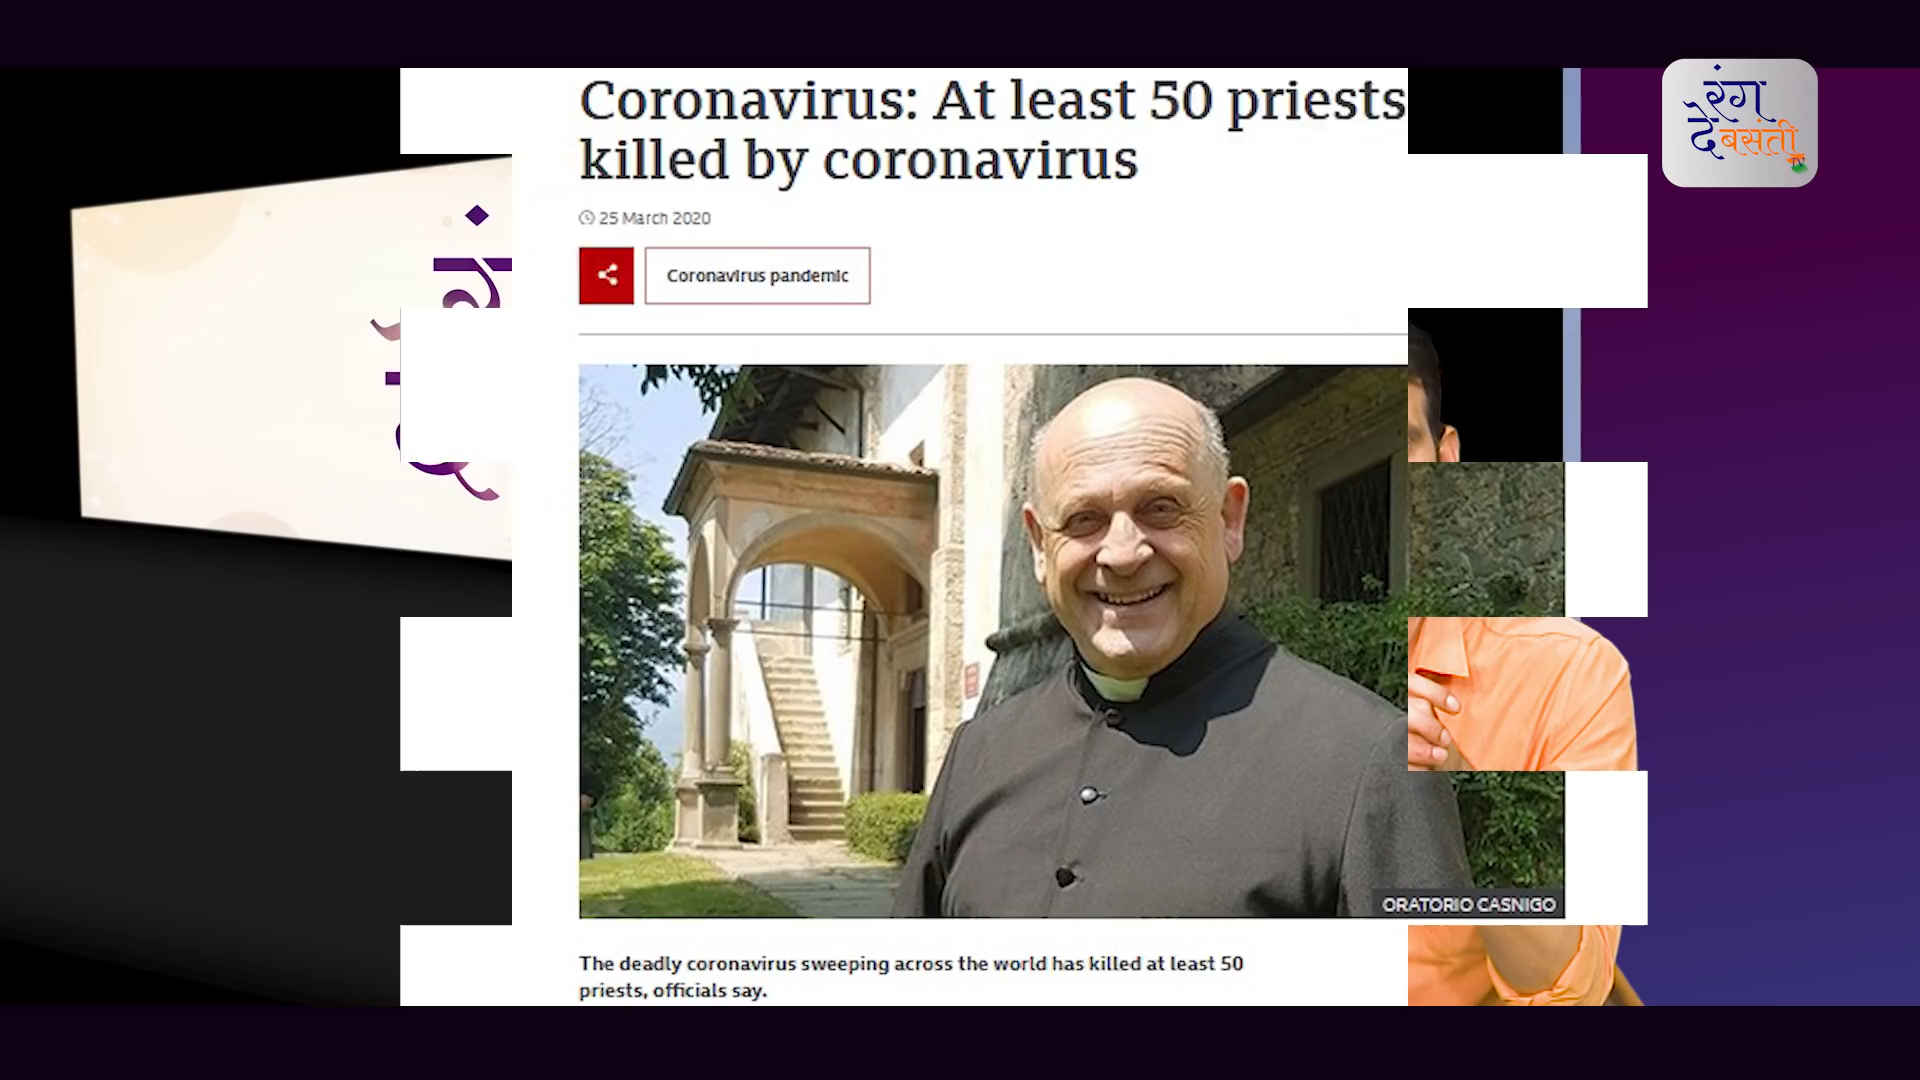 Coronavirus: At least 50 priests
killed by coronavirus
25 March 2020
Coronavirus pandemic
ORATORIO CASNIGO
The deadly coronavirus sweeping across the world has killed at least 50
priests, officials say.
रंग
दे बसंती
TV